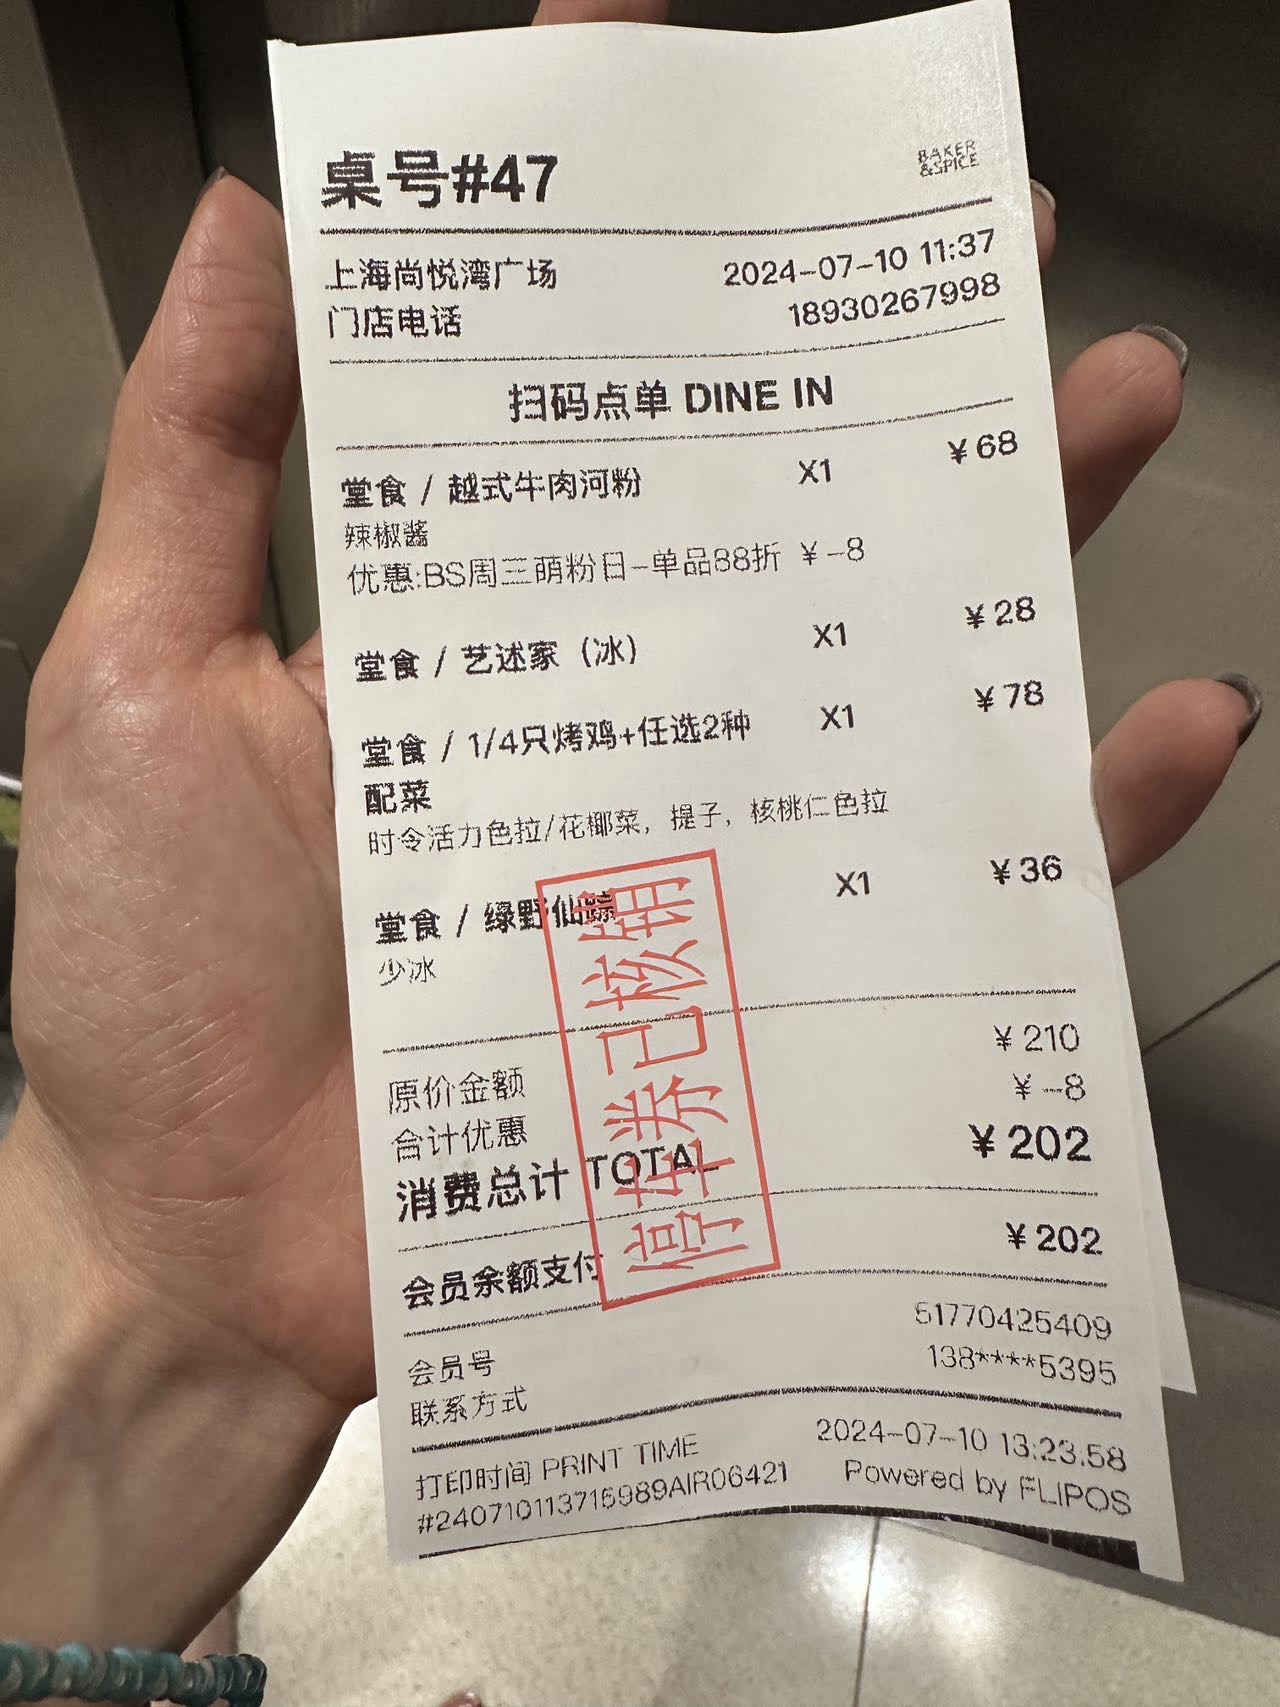 桌号#47
BAKER
&SPICE
上海尚悦湾广场 2024-07-10 11:37
门店电话 18930267998
扫码点单 DINE IN
堂食 / 越式牛肉河粉 X1 ¥68
辣椒酱
优惠:BS周三萌粉日-单品88折 ¥-8
堂食 / 艺述家（冰） X1 ¥28
堂食 / 1/4只烤鸡+任选2种 X1 ¥78
配菜
时令活力色拉/花椰菜，提子，核桃仁色拉
堂食 / 绿野仙踪 X1 ¥36
少冰
原价金额 ¥210
合计优惠 ¥-8
消费总计 TOTAL ¥202
会员余额支付 ¥202
停车券已核销
会员号 61770425409
联系方式 138****5395
打印时间 PRINT TIME 2024-07-10 13:23:58
#240710113716989AIR06421 Powered by FLIPOS